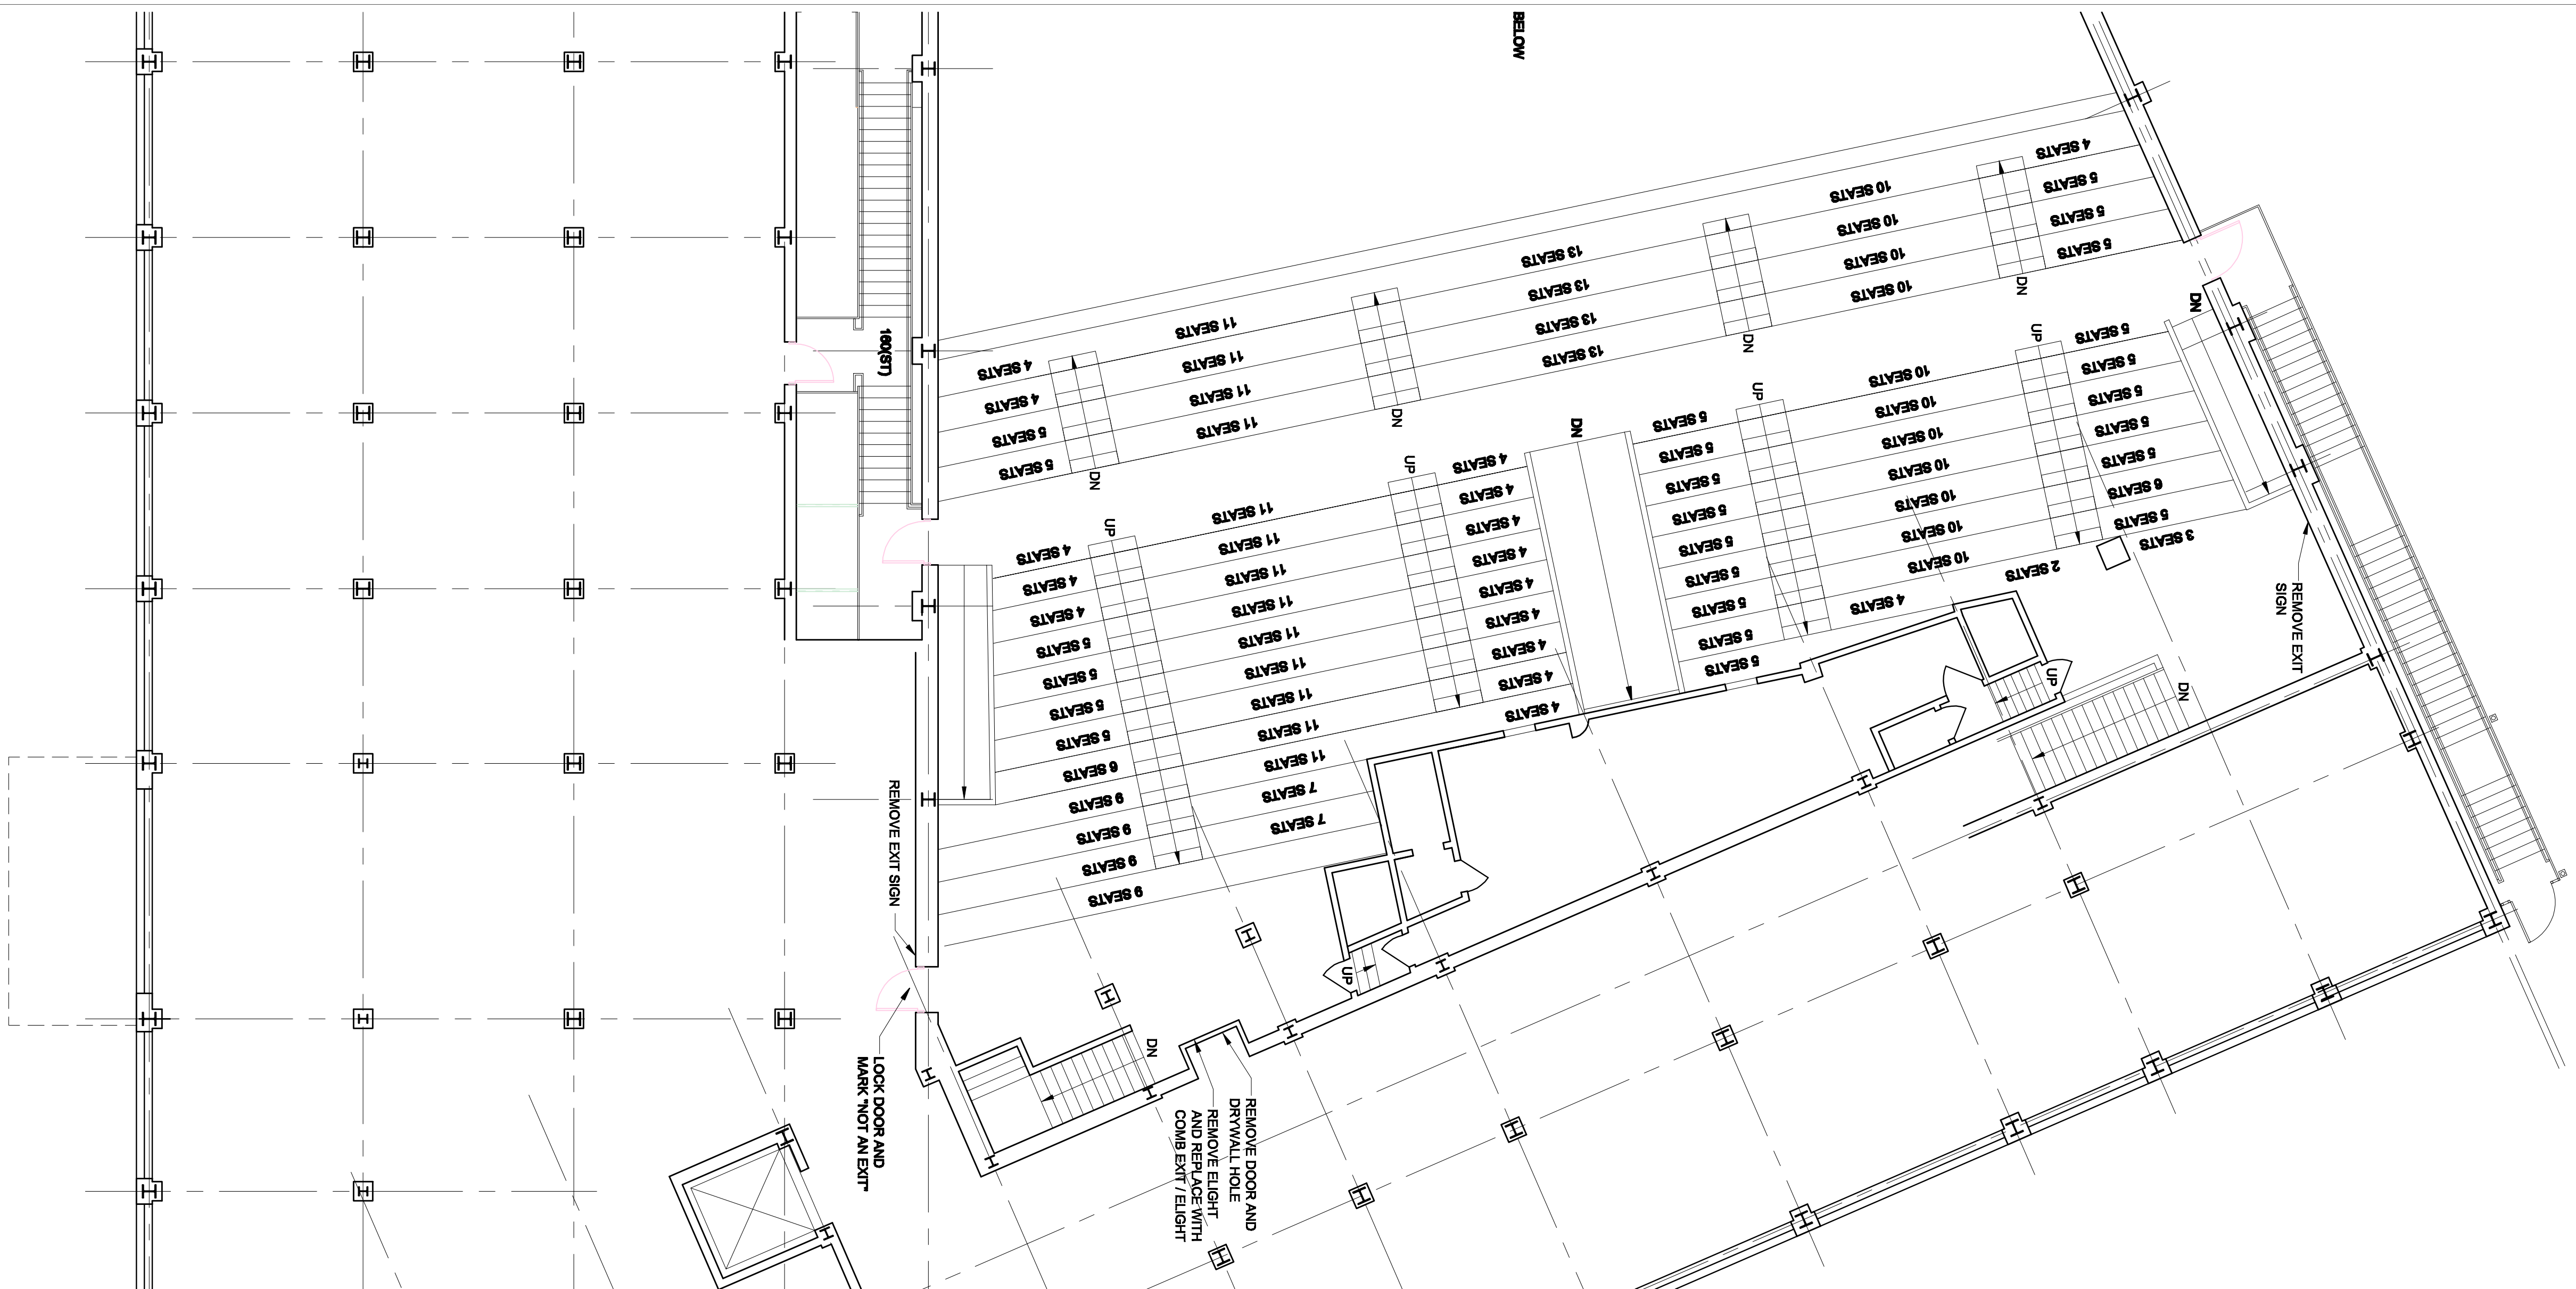 BELOW
4 SEATS
10 SEATS
13 SEATS
11 SEATS
4 SEATS
5 SEATS
10 SEATS
13 SEATS
11 SEATS
4 SEATS
5 SEATS
10 SEATS
13 SEATS
11 SEATS
5 SEATS
5 SEATS
10 SEATS
13 SEATS
11 SEATS
5 SEATS
DN
DN
DN
DN
160(ST)
DN
DN
UP
UP
UP
UP
5 SEATS
5 SEATS
5 SEATS
5 SEATS
5 SEATS
6 SEATS
5 SEATS
3 SEATS
10 SEATS
10 SEATS
10 SEATS
10 SEATS
10 SEATS
10 SEATS
10 SEATS
2 SEATS
4 SEATS
5 SEATS
5 SEATS
5 SEATS
5 SEATS
5 SEATS
5 SEATS
5 SEATS
5 SEATS
5 SEATS
4 SEATS
4 SEATS
4 SEATS
4 SEATS
4 SEATS
4 SEATS
4 SEATS
4 SEATS
4 SEATS
11 SEATS
11 SEATS
11 SEATS
11 SEATS
11 SEATS
11 SEATS
11 SEATS
11 SEATS
11 SEATS
7 SEATS
7 SEATS
4 SEATS
4 SEATS
4 SEATS
5 SEATS
5 SEATS
5 SEATS
5 SEATS
6 SEATS
9 SEATS
9 SEATS
9 SEATS
9 SEATS
REMOVE EXIT
SIGN
UP
DN
UP
DN
REMOVE EXIT SIGN
LOCK DOOR AND
MARK "NOT AN EXIT"
REMOVE DOOR AND
DRYWALL HOLE
REMOVE ELIGHT
AND REPLACE WITH
COMB EXIT / ELIGHT